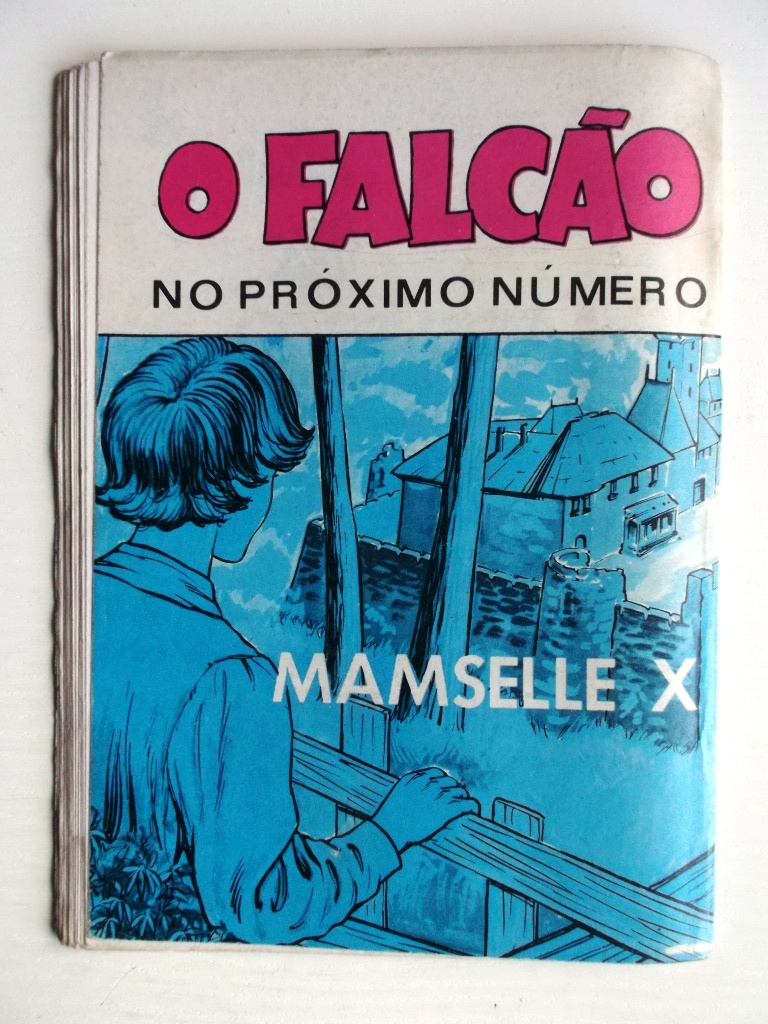 O FALCÃO
NO PRÓXIMO NÚMERO
MAMSELLE X